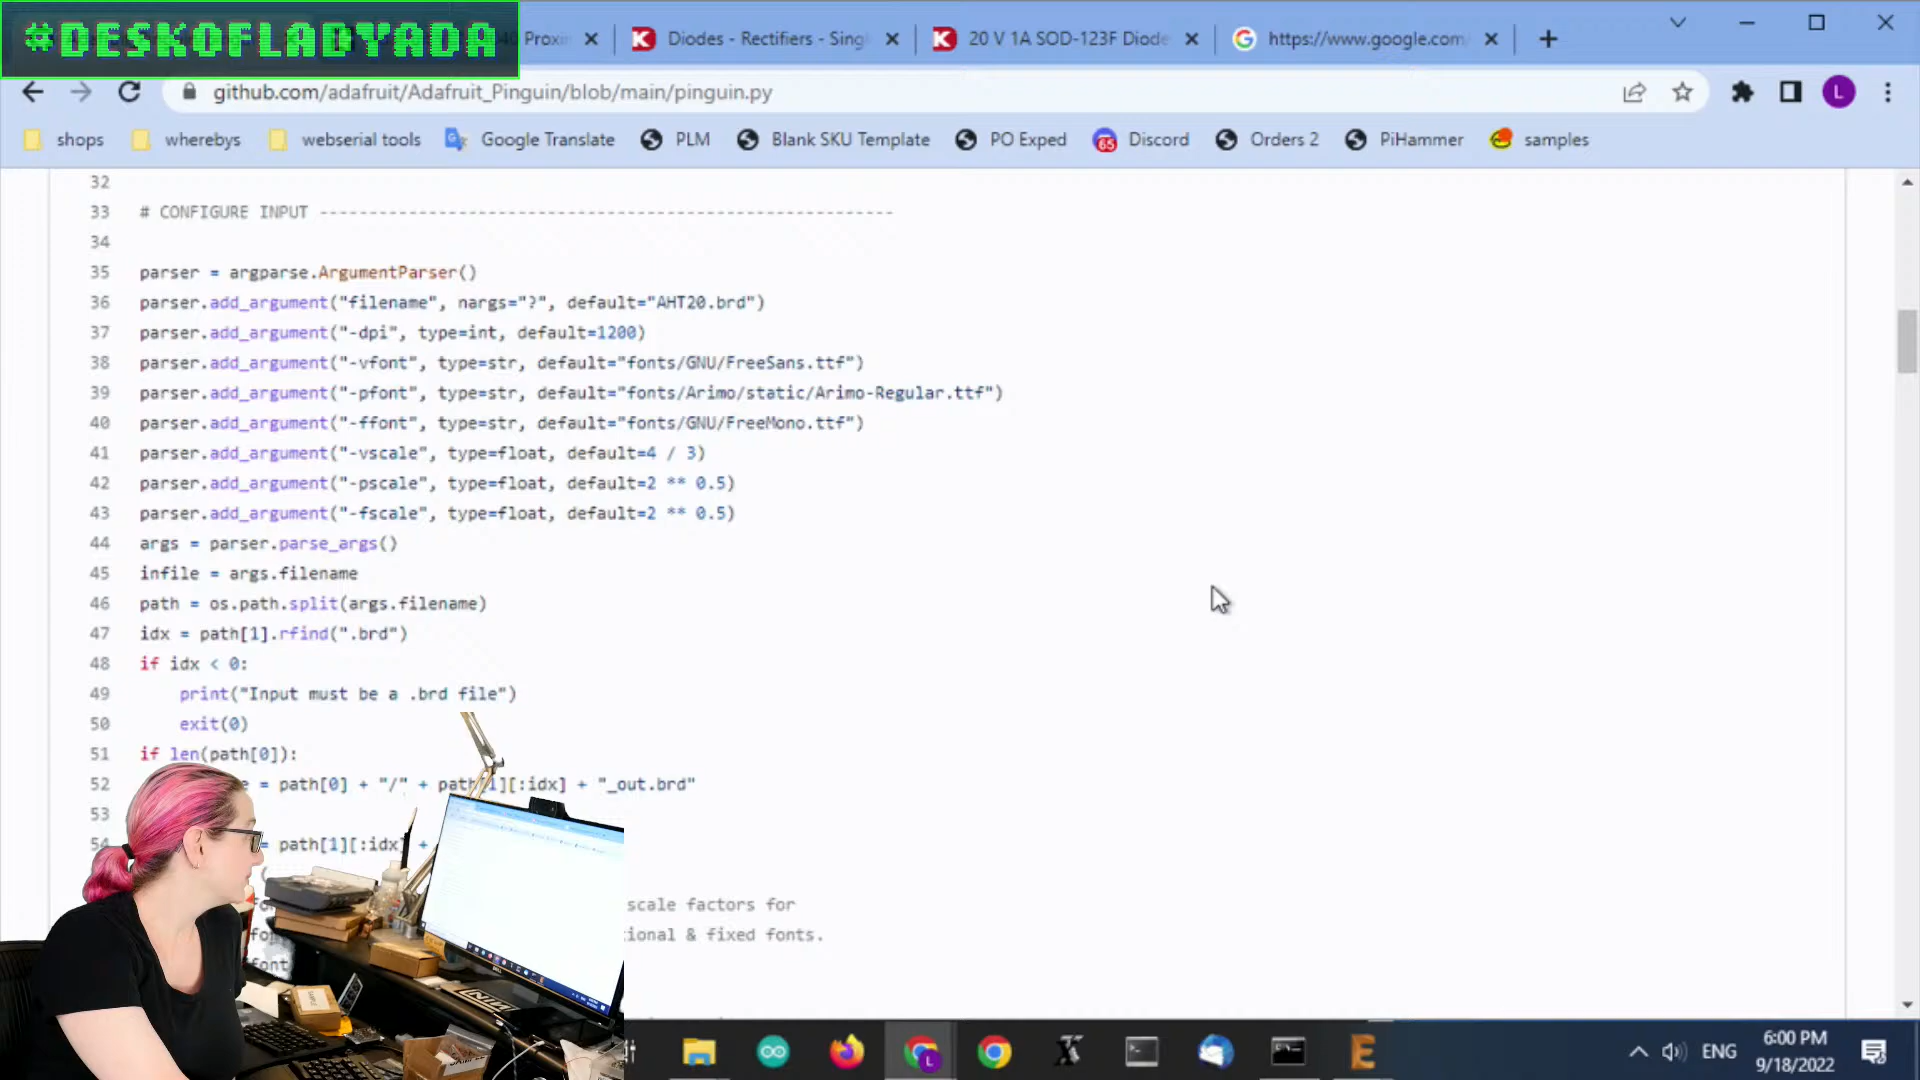 #DESKOFLADYADA
Proxi
Diodes - Rectifiers - Sing
20 V 1A SOD-123F Diode
https://www.google.com
github.com/adafruit/Adafruit_Pinguin/blob/main/pinguin.py
L
shops
wherebys
webserial tools
Google Translate
PLM
Blank SKU Template
PO Exped
65
Discord
Orders 2
PiHammer
samples
32
33 # CONFIGURE INPUT ----------------------------------------------------------
34
35 parser = argparse.ArgumentParser()
36 parser.add_argument("filename", nargs="?", default="AHT20.brd")
37 parser.add_argument("-dpi", type=int, default=1200)
38 parser.add_argument("-vfont", type=str, default="fonts/GNU/FreeSans.ttf")
39 parser.add_argument("-pfont", type=str, default="fonts/Arimo/static/Arimo-Regular.ttf")
40 parser.add_argument("-ffont", type=str, default="fonts/GNU/FreeMono.ttf")
41 parser.add_argument("-vscale", type=float, default=4 / 3)
42 parser.add_argument("-pscale", type=float, default=2 ** 0.5)
43 parser.add_argument("-fscale", type=float, default=2 ** 0.5)
44 args = parser.parse_args()
45 infile = args.filename
46 path = os.path.split(args.filename)
47 idx = path[1].rfind(".brd")
48 if idx < 0:
49 print("Input must be a .brd file")
50 exit(0)
51 if len(path[0]):
52 e = path[0] + "/" + path[1][:idx] + "_out.brd"
53
54 = path[1][:idx] +
scale factors for
tional & fixed fonts.
font
ENG
6:00 PM
9/18/2022